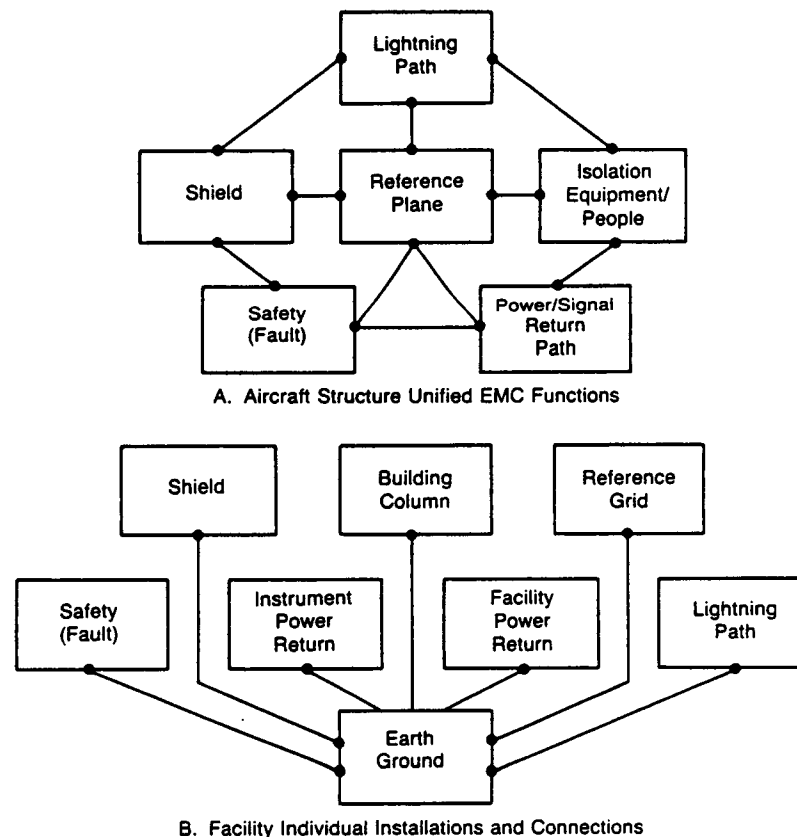 Lightning
Path
Shield
Reference
Plane
Isolation
Equipment/
People
Safety
(Fault)
Power/Signal
Return
Path
A. Aircraft Structure Unified EMC Functions
Shield
Building
Column
Reference
Grid
Safety
(Fault)
Instrument
Power
Return
Facility
Power
Return
Lightning
Path
Earth
Ground
B. Facility Individual Installations and Connections